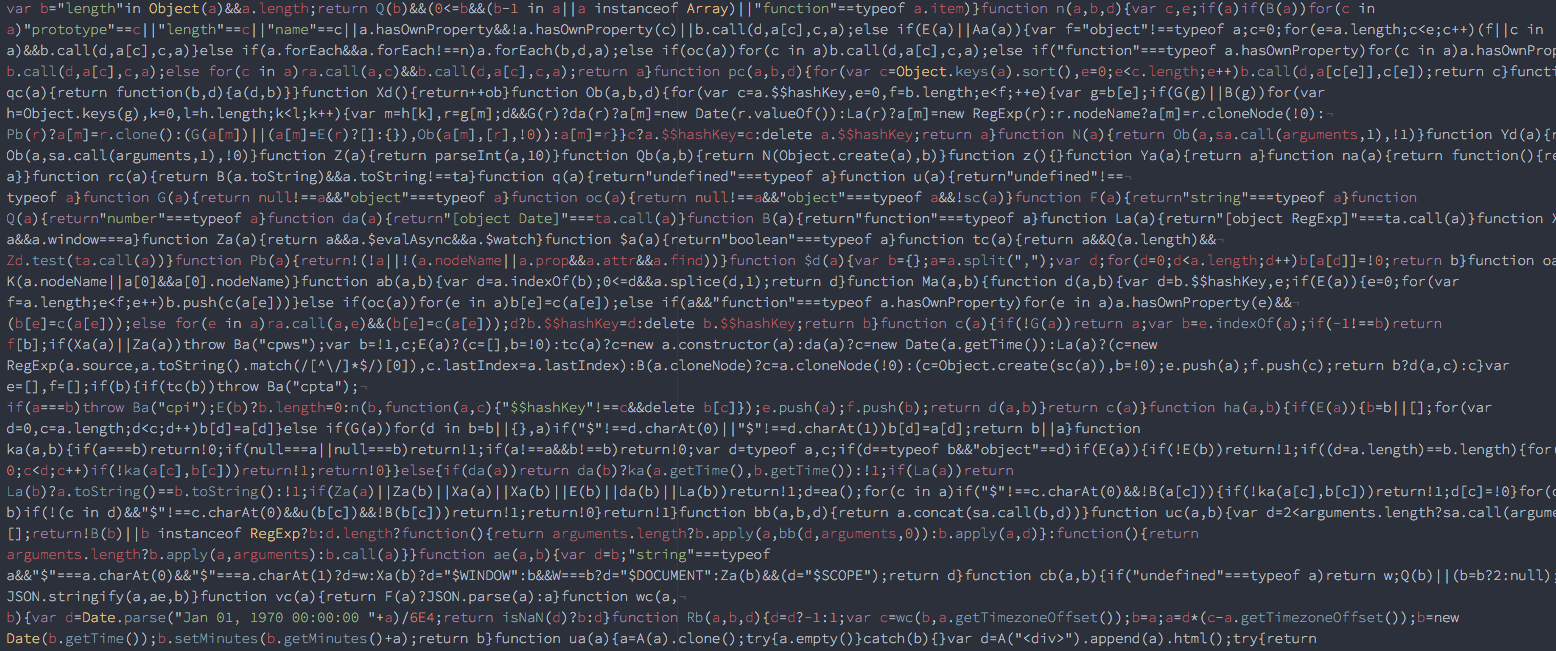 var b="length"in Object(a)&&a.length;return Q(b)&&(0<=b&&(b-1 in a||a instanceof Array)||"function"==typeof a.item)}function n(a,b,d){var c,e;if(a)if(B(a))for(c in
a)"prototype"==c||"length"==c||"name"==c||a.hasOwnProperty&&!a.hasOwnProperty(c)||b.call(d,a[c],c,a);else if(E(a)||Aa(a)){var f="object"!==typeof a;c=0;for(e=a.length;c<e;c++)(f||c in
a)&&b.call(d,a[c],c,a)}else if(a.forEach&&a.forEach!==n)a.forEach(b,d,a);else if(oc(a))for(c in a)b.call(d,a[c],c,a);else if("function"===typeof a.hasOwnProperty)for(c in a)a.hasOwnProp
b.call(d,a[c],c,a);else for(c in a)ra.call(a,c)&&b.call(d,a[c],c,a);return a}function pc(a,b,d){for(var c=Object.keys(a).sort(),e=0;e<c.length;e++)b.call(d,a[c[e]],c[e]);return c}functi
qc(a){return function(b,d){a(d,b)}}function Xd(){return++ob}function Ob(a,b,d){for(var c=a.$$hashKey,e=0,f=b.length;e<f;++e){var g=b[e];if(G(g)||B(g))for(var
h=Object.keys(g),k=0,l=h.length;k<l;k++){var m=h[k],r=g[m];d&&G(r)?da(r)?a[m]=new Date(r.valueOf()):La(r)?a[m]=new RegExp(r):r.nodeName?a[m]=r.cloneNode(!0):¬
Pb(r)?a[m]=r.clone():(G(a[m])||(a[m]=E(r)?[]:{}),Ob(a[m],[r],!0)):a[m]=r}}c?a.$$hashKey=c:delete a.$$hashKey;return a}function N(a){return Ob(a,sa.call(arguments,1),!1)}function Yd(a){r
Ob(a,sa.call(arguments,1),!0)}function Z(a){return parseInt(a,10)}function Qb(a,b){return N(Object.create(a),b)}function z(){}function Ya(a){return a}function na(a){return function(){re
a}}function rc(a){return B(a.toString)&&a.toString!==ta}function q(a){return"undefined"===typeof a}function u(a){return"undefined"!==¬
typeof a}function G(a){return null!==a&&"object"===typeof a}function oc(a){return null!==a&&"object"===typeof a&&!sc(a)}function F(a){return"string"===typeof a}function
Q(a){return"number"===typeof a}function da(a){return"[object Date]"===ta.call(a)}function B(a){return"function"===typeof a}function La(a){return"[object RegExp]"===ta.call(a)}function X
a&&a.window===a}function Za(a){return a&&a.$evalAsync&&a.$watch}function $a(a){return"boolean"===typeof a}function tc(a){return a&&Q(a.length)&&¬
Zd.test(ta.call(a))}function Pb(a){return!(!a||!(a.nodeName||a.prop&&a.attr&&a.find))}function $d(a){var b={};a=a.split(",");var d;for(d=0;d<a.length;d++)b[a[d]]=!0;return b}function oa
K(a.nodeName||a[0]&&a[0].nodeName)}function ab(a,b){var d=a.indexOf(b);0<=d&&a.splice(d,1);return d}function Ma(a,b){function d(a,b){var d=b.$$hashKey,e;if(E(a)){e=0;for(var
f=a.length;e<f;e++)b.push(c(a[e]))}else if(oc(a))for(e in a)b[e]=c(a[e]);else if(a&&"function"===typeof a.hasOwnProperty)for(e in a)a.hasOwnProperty(e)&&¬
(b[e]=c(a[e]));else for(e in a)ra.call(a,e)&&(b[e]=c(a[e]));d?b.$$hashKey=d:delete b.$$hashKey;return b}function c(a){if(!G(a))return a;var b=e.indexOf(a);if(-1!==b)return
f[b];if(Xa(a)||Za(a))throw Ba("cpws");var b=!1,c;E(a)?(c=[],b=!0):tc(a)?c=new a.constructor(a):da(a)?c=new Date(a.getTime()):La(a)?(c=new
RegExp(a.source,a.toString().match(/[^\/]*$/)[0]),c.lastIndex=a.lastIndex):B(a.cloneNode)?c=a.cloneNode(!0):(c=Object.create(sc(a)),b=!0);e.push(a);f.push(c);return b?d(a,c):c}var
e=[],f=[];if(b){if(tc(b))throw Ba("cpta");¬
if(a===b)throw Ba("cpi");E(b)?b.length=0:n(b,function(a,c){"$$hashKey"!==c&&delete b[c]});e.push(a);f.push(b);return d(a,b)}return c(a)}function ha(a,b){if(E(a)){b=b||[];for(var
d=0,c=a.length;d<c;d++)b[d]=a[d]}else if(G(a))for(d in b=b||{},a)if("$"!==d.charAt(0)||"$"!==d.charAt(1))b[d]=a[d];return b||a}function
ka(a,b){if(a===b)return!0;if(null===a||null===b)return!1;if(a!==a&&b!==b)return!0;var d=typeof a,c;if(d==typeof b&&"object"==d)if(E(a)){if(!E(b))return!1;if((d=a.length)==b.length){for(
0;c<d;c++)if(!ka(a[c],b[c]))return!1;return!0}}else{if(da(a))return da(b)?ka(a.getTime(),b.getTime()):!1;if(La(a))return
La(b)?a.toString()==b.toString():!1;if(Za(a)||Za(b)||Xa(a)||Xa(b)||E(b)||da(b)||La(b))return!1;d=ea();for(c in a)if("$"!==c.charAt(0)&&!B(a[c])){if(!ka(a[c],b[c]))return!1;d[c]=!0}for(c
b)if(!(c in d)&&"$"!==c.charAt(0)&&u(b[c])&&!B(b[c]))return!1;return!0}return!1}function bb(a,b,d){return a.concat(sa.call(b,d))}function uc(a,b){var d=2<arguments.length?sa.call(argume
[];return!B(b)||b instanceof RegExp?b:d.length?function(){return arguments.length?b.apply(a,bb(d,arguments,0)):b.apply(a,d)}:function(){return
arguments.length?b.apply(a,arguments):b.call(a)}}function ae(a,b){var d=b;"string"===typeof
a&&"$"===a.charAt(0)&&"$"===a.charAt(1)?d=w:Xa(b)?d="$WINDOW":b&&W===b?d="$DOCUMENT":Za(b)&&(d="$SCOPE");return d}function cb(a,b){if("undefined"===typeof a)return w;Q(b)||(b=b?2:null);
JSON.stringify(a,ae,b)}function vc(a){return F(a)?JSON.parse(a):a}function wc(a,¬
b){var d=Date.parse("Jan 01, 1970 00:00:00 "+a)/6E4;return isNaN(d)?b:d}function Rb(a,b,d){d=d?-1:1;var c=wc(b,a.getTimezoneOffset());b=a;a=d*(c-a.getTimezoneOffset());b=new
Date(b.getTime());b.setMinutes(b.getMinutes()+a);return b}function ua(a){a=A(a).clone();try{a.empty()}catch(b){}var d=A("<div>").append(a).html();try{return